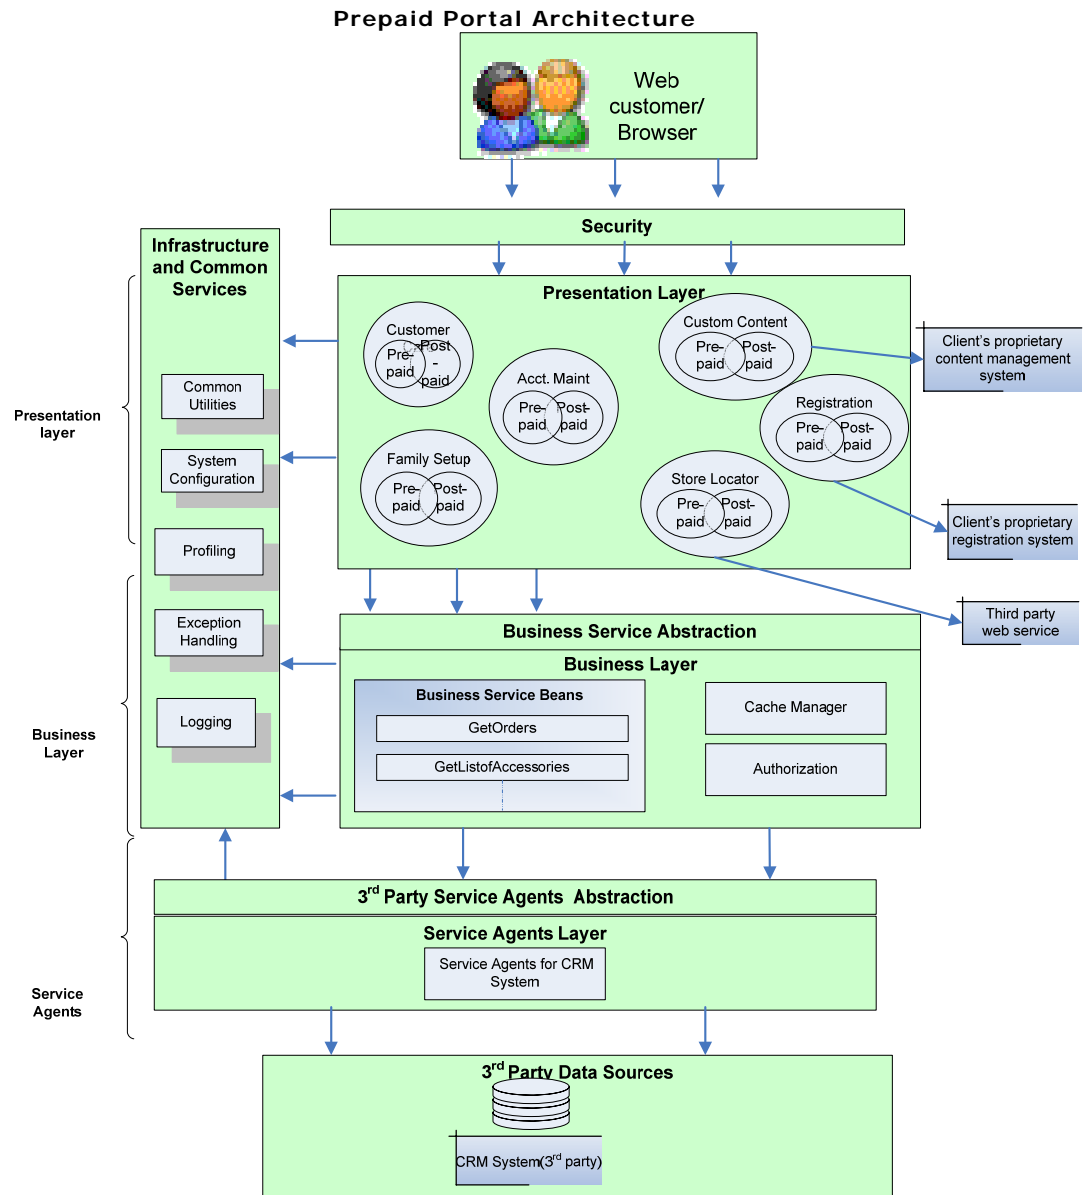 Prepaid Portal Architecture
Web
customer/
Browser
Security
Infrastructure
and Common
Services
Presentation Layer
Customer
Pre-
paid
Post
-
paid
Acct. Maint
Pre-
paid
Post-
paid
Custom Content
Pre-
paid
Post-
paid
Registration
Pre-
paid
Post-
paid
Family Setup
Pre-
paid
Post-
paid
Store Locator
Pre-
paid
Post-
paid
Client's proprietary
content management
system
Client's proprietary
registration system
Third party
web service
Presentation
layer
Common
Utilities
System
Configuration
Profiling
Exception
Handling
Logging
Business
Layer
Business Service Abstraction
Business Layer
Business Service Beans
GetOrders
GetListofAccessories
Cache Manager
Authorization
3rd Party Service Agents Abstraction
Service Agents Layer
Service Agents for CRM
System
Service
Agents
3rd Party Data Sources
CRM System(3rd party)